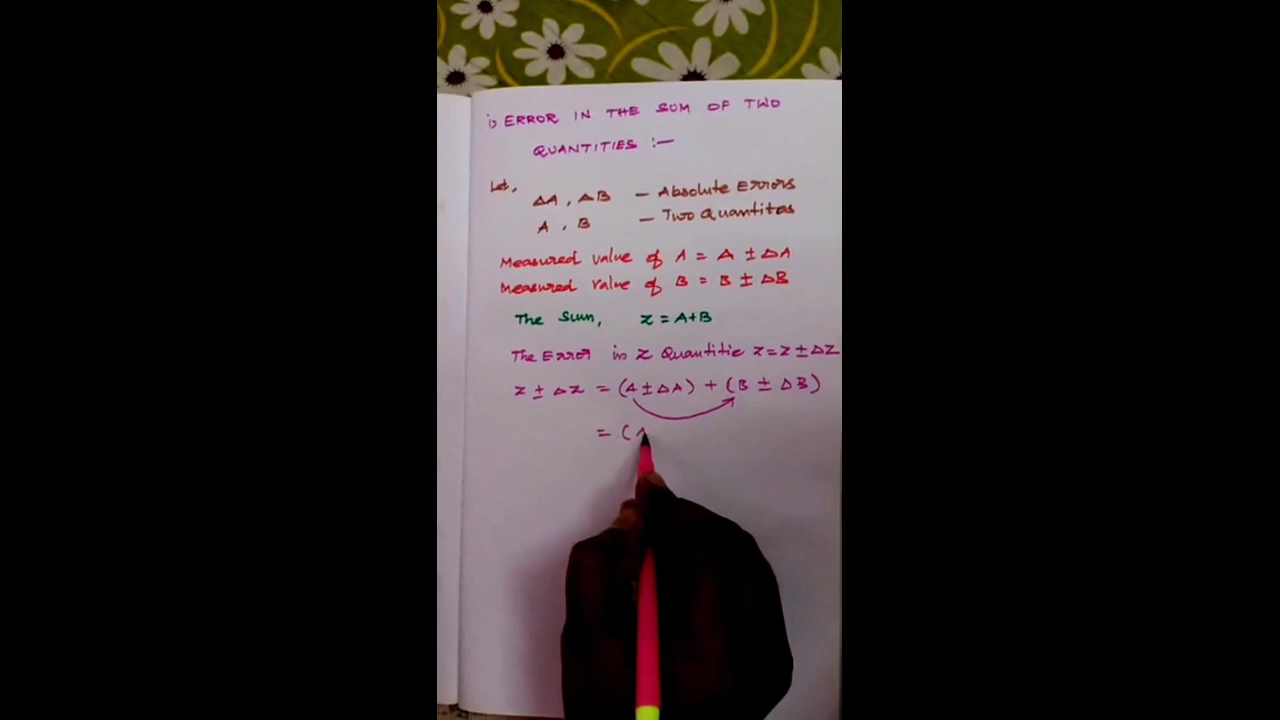 i) ERROR IN THE SUM OF TWO
QUANTITIES :—
Let,
ΔA, ΔB — Absolute Errors
A, B — Two Quantites
Measured value of A = A ± ΔA
Measured value of B = B ± ΔB
The Sum, Z = A+B
The Error in Z Quantitie Z=Z±ΔZ
Z ± ΔZ = (A±ΔA) + (B ± ΔB)
= (A